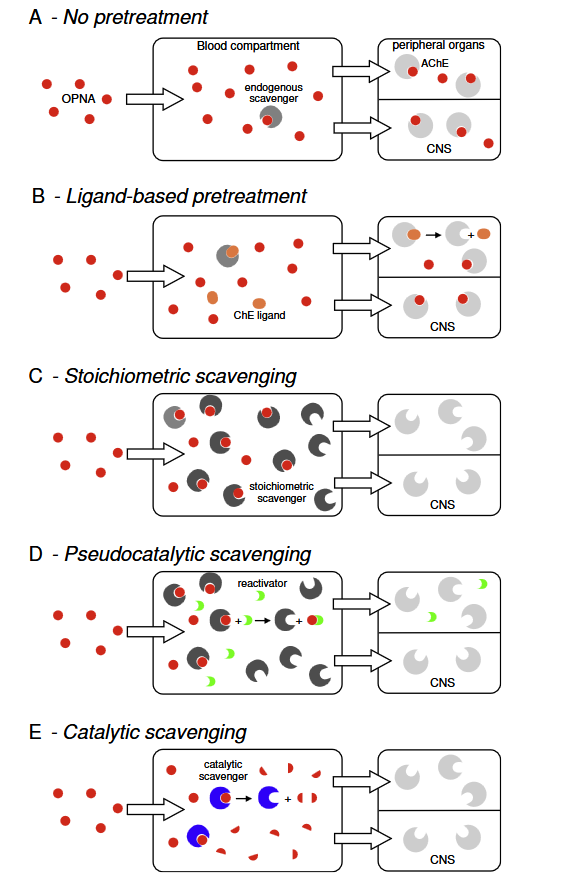 A - No pretreatment
Blood compartment
peripheral organs
OPNA
endogenous
scavenger
AChE
CNS
B - Ligand-based pretreatment
+
ChE ligand
CNS
C - Stoichiometric scavenging
stoichiometric
scavenger
CNS
D - Pseudocatalytic scavenging
reactivator
+ +
CNS
E - Catalytic scavenging
catalytic
scavenger
+
CNS